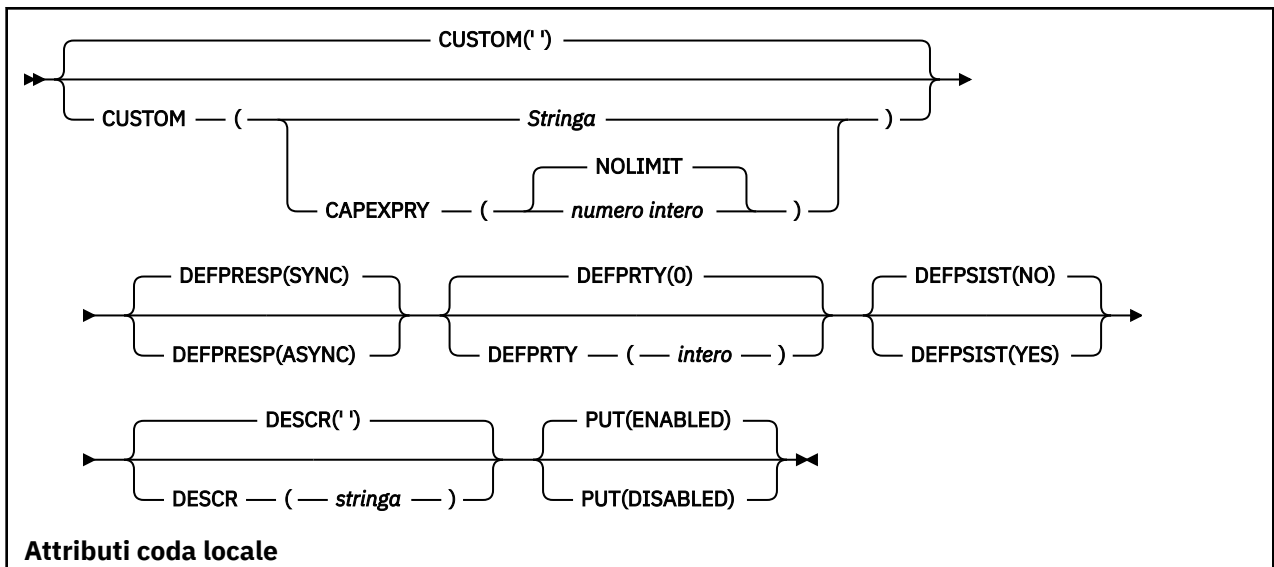 CUSTOM(' ')
CUSTOM ( Stringa )
NOLIMIT
CAPEXPRY ( numero intero )
DEFPRESP(SYNC) DEFPRTY(0) DEFPSIST(NO)
DEFPRESP(ASYNC) DEFPRTY ( intero ) DEFPSIST(YES)
DESCR(' ') PUT(ENABLED)
DESCR ( stringa ) PUT(DISABLED)
Attributi coda locale